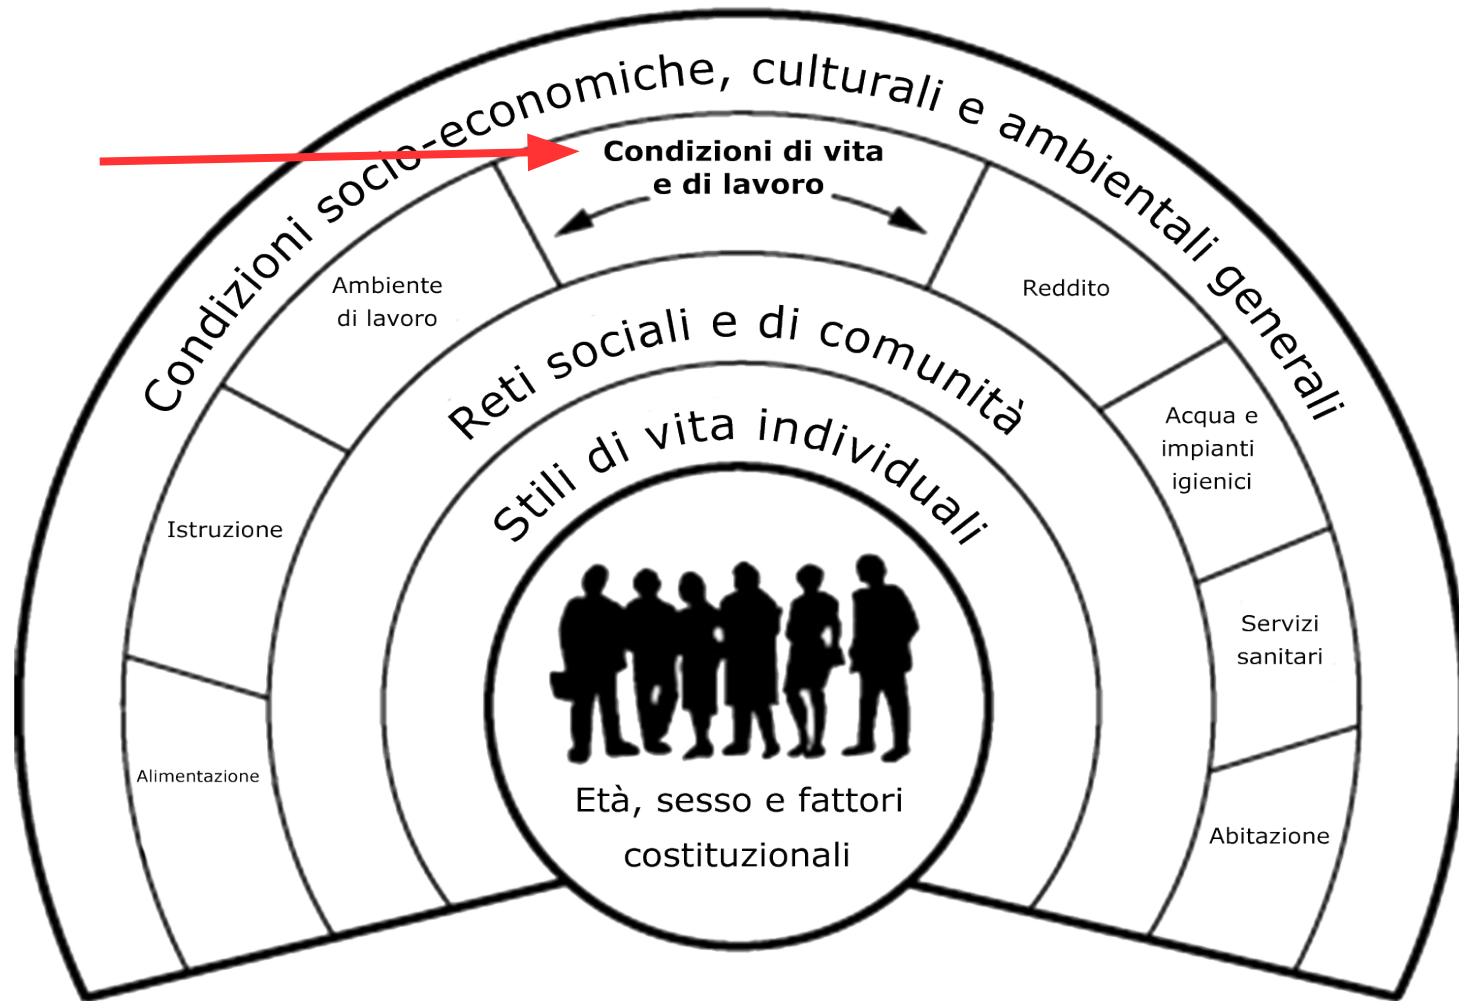 Condizioni socio-economiche, culturali e ambientali generali
Condizioni di vita
e di lavoro
Ambiente
di lavoro
Reddito
Istruzione
Acqua e
impianti
igienici
Alimentazione
Servizi
sanitari
Abitazione
Reti sociali e di comunità
Stili di vita individuali
Età, sesso e fattori
costituzionali